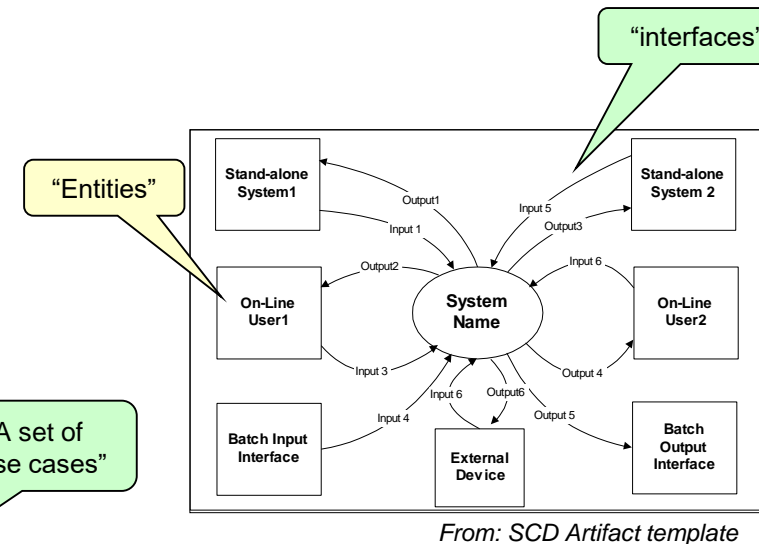 “interfaces”
“Entities”
Stand-alone
System1
Output1
Input 1
Stand-alone
System 2
Input 5
Output3
Output2
Input 6
On-Line
User1
System
Name
On-Line
User2
Input 3
Output 4
Input 4
Input 6
Output6
Output 5
Batch Input
Interface
External
Device
Batch
Output
Interface
A set of
se cases”
From: SCD Artifact template